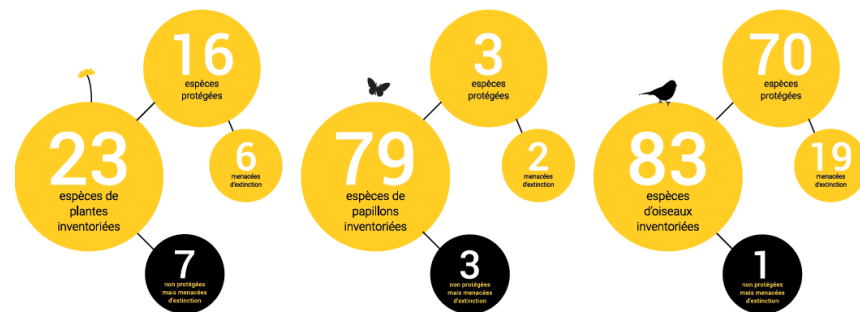 16
espèces
protégées
23
espèces de
plantes
inventoriées
6
menacées
d'extinction
7
non protégées
mais menacées
d'extinction
3
espèces
protégées
79
espèces de
papillons
inventoriées
2
menacées
d'extinction
3
non protégées
mais menacées
d'extinction
70
espèces
protégées
83
espèces
d'oiseaux
inventoriées
19
menacées
d'extinction
1
non protégées
mais menacées
d'extinction